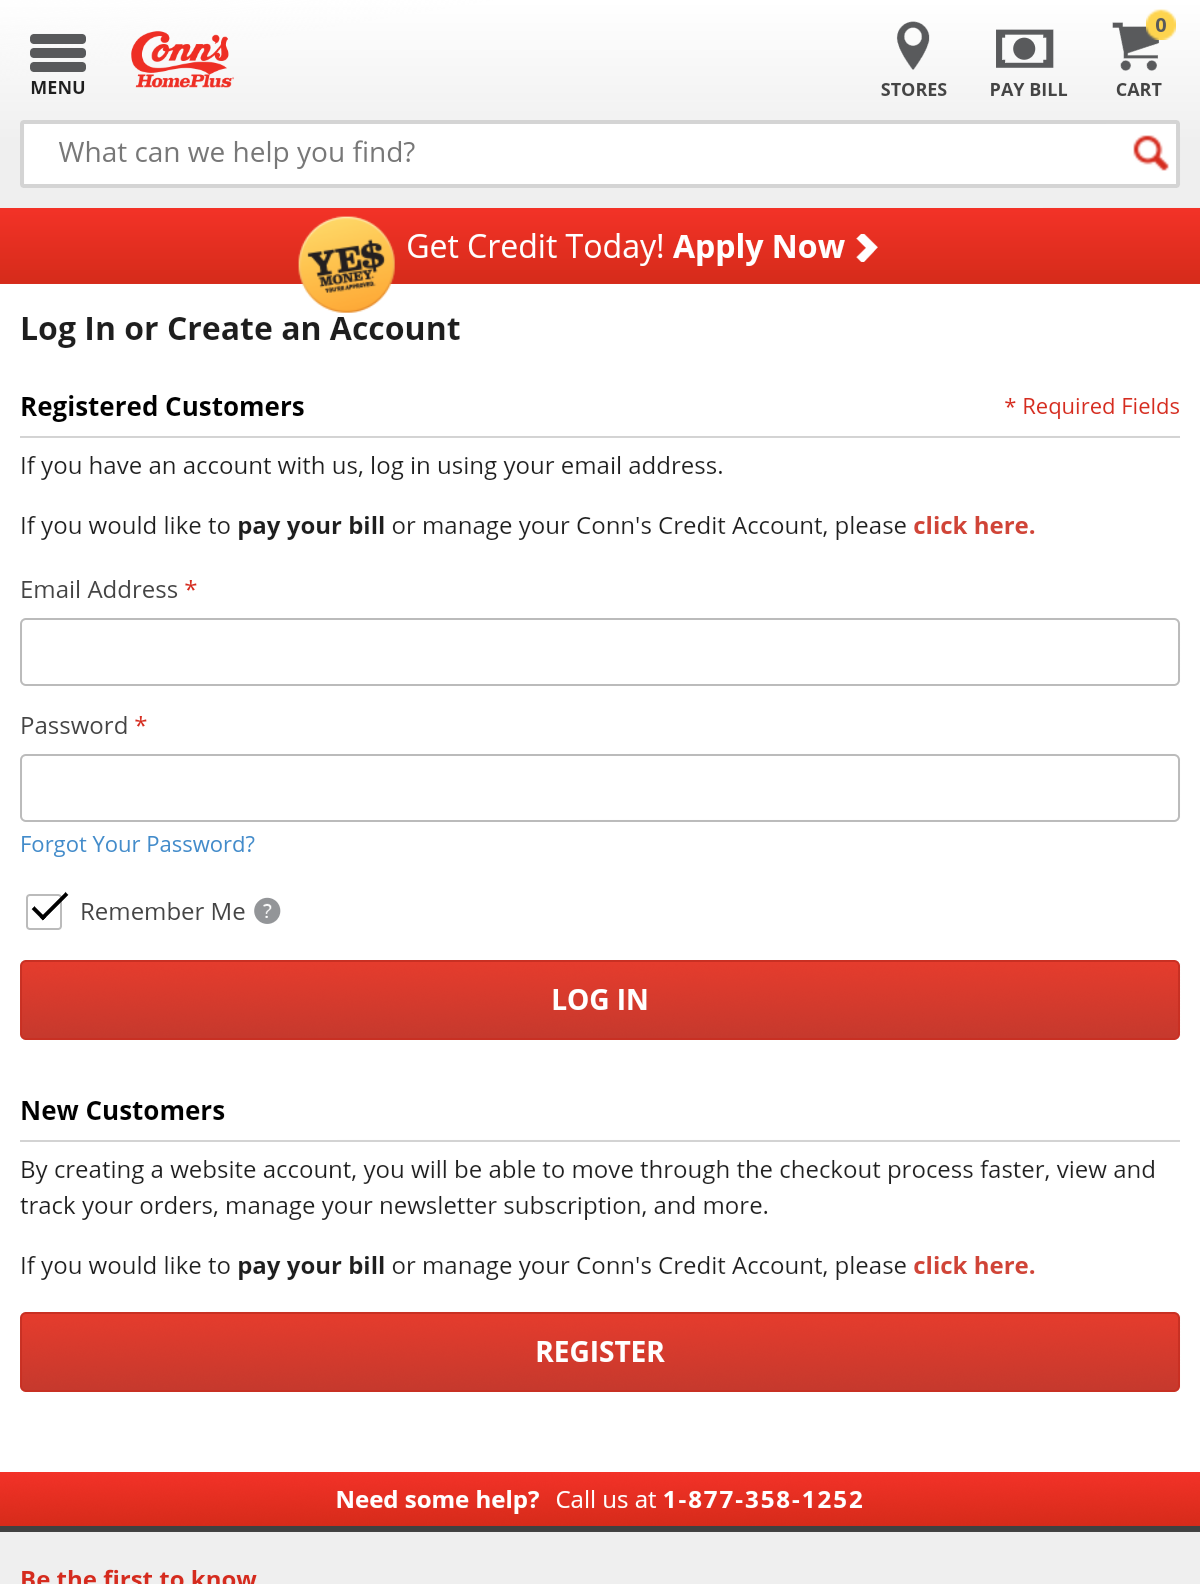 MENU
Conn's
HomePlus
STORES
PAY BILL
0
CART
What can we help you find?
YE$
MONEY
YOU'RE APPROVED.
Get Credit Today! Apply Now
Log In or Create an Account
Registered Customers
* Required Fields
If you have an account with us, log in using your email address.
If you would like to pay your bill or manage your Conn's Credit Account, please click here.
Email Address *
Password *
Forgot Your Password?
Remember Me ?
LOG IN
New Customers
By creating a website account, you will be able to move through the checkout process faster, view and
track your orders, manage your newsletter subscription, and more.
If you would like to pay your bill or manage your Conn's Credit Account, please click here.
REGISTER
Need some help? Call us at 1-877-358-1252
Be the first to know